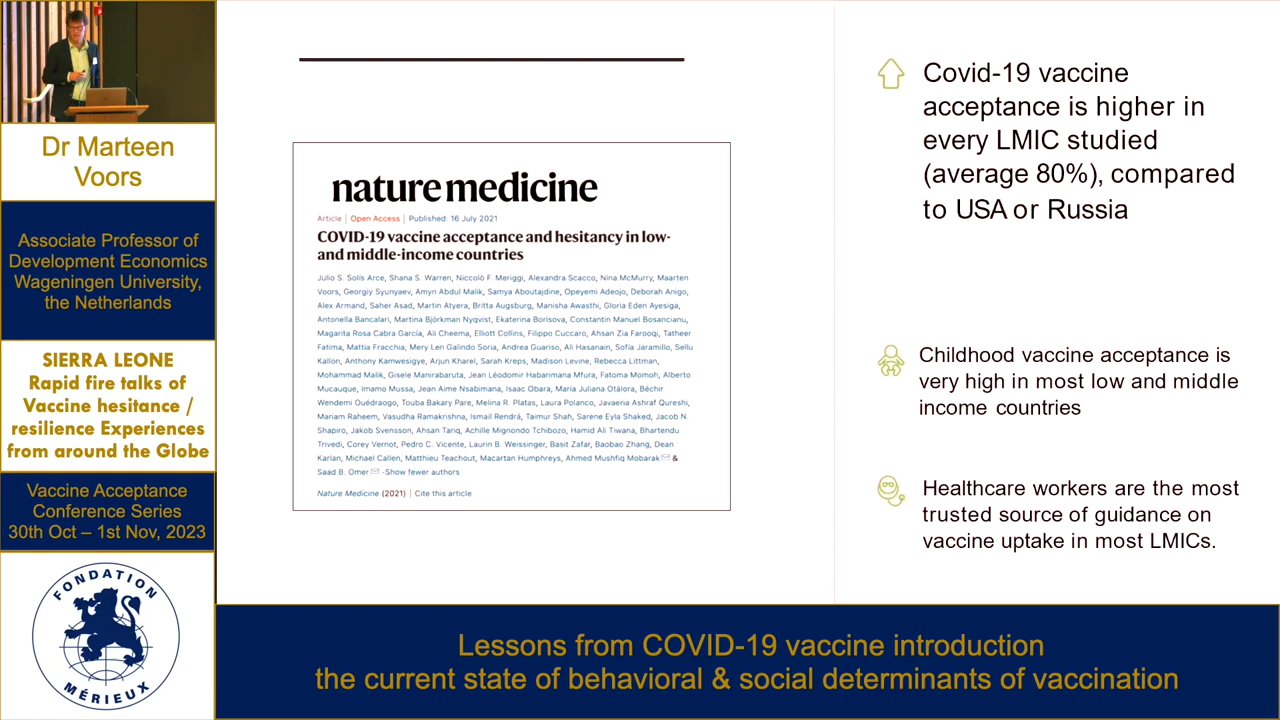 Dr Marteen
Voors
Associate Professor of
Development Economics
Wageningen University,
the Netherlands
SIERRA LEONE
Rapid fire talks of
Vaccine hesitance /
resilience Experiences
from around the Globe
Vaccine Acceptance
Conference Series
30th Oct – 1st Nov, 2023
FONDATION
MÉRIEUX
nature medicine
Article | Open Access | Published: 16 July 2021
COVID-19 vaccine acceptance and hesitancy in low-
and middle-income countries
Julio S. Solís Arce, Shana S. Warren, Niccolò F. Meriggi, Alexandra Scacco, Nina McMurry, Maarten
Voors, Georgiy Syunyaev, Amyn Abdul Malik, Samya Aboutajdine, Opeyemi Adeojo, Deborah Anigo,
Alex Armand, Saher Asad, Martin Atyera, Britta Augsburg, Manisha Awasthi, Gloria Eden Ayesiga,
Antonella Bancalari, Martina Björkman Nyqvist, Ekaterina Borisova, Constantin Manuel Bosancianu,
Magarita Rosa Cabra García, Ali Cheema, Elliott Collins, Filippo Cuccaro, Ahsan Zia Farooqi, Tatheer
Fatima, Mattia Fracchia, Mery Len Galindo Soria, Andrea Guariso, Ali Hasanain, Sofía Jaramillo, Sellu
Kallon, Anthony Kamwesigye, Arjun Kharel, Sarah Kreps, Madison Levine, Rebecca Littman,
Mohammad Malik, Gisele Manirabaruta, Jean Léodomir Habarimana Mfura, Fatoma Momoh, Alberto
Mucauque, Imamo Mussa, Jean Aime Nsabimana, Isaac Obara, María Juliana Otálora, Béchir
Wendemi Ouédraogo, Touba Bakary Pare, Melina R. Platas, Laura Polanco, Javaeria Ashraf Qureshi,
Mariam Raheem, Vasudha Ramakrishna, Ismail Rendrá, Taimur Shah, Sarene Eyla Shaked, Jacob N.
Shapiro, Jakob Svensson, Ahsan Tariq, Achille Mignondo Tchibozo, Hamid Ali Tiwana, Bhartendu
Trivedi, Corey Vernot, Pedro C. Vicente, Laurin B. Weissinger, Basit Zafar, Baobao Zhang, Dean
Karlan, Michael Callen, Matthieu Teachout, Macartan Humphreys, Ahmed Mushfiq Mobarak &
Saad B. Omer -Show fewer authors
Nature Medicine (2021) | Cite this article
Covid-19 vaccine
acceptance is higher in
every LMIC studied
(average 80%), compared
to USA or Russia
Childhood vaccine acceptance is
very high in most low and middle
income countries
Healthcare workers are the most
trusted source of guidance on
vaccine uptake in most LMICs.
Lessons from COVID-19 vaccine introduction
the current state of behavioral & social determinants of vaccination